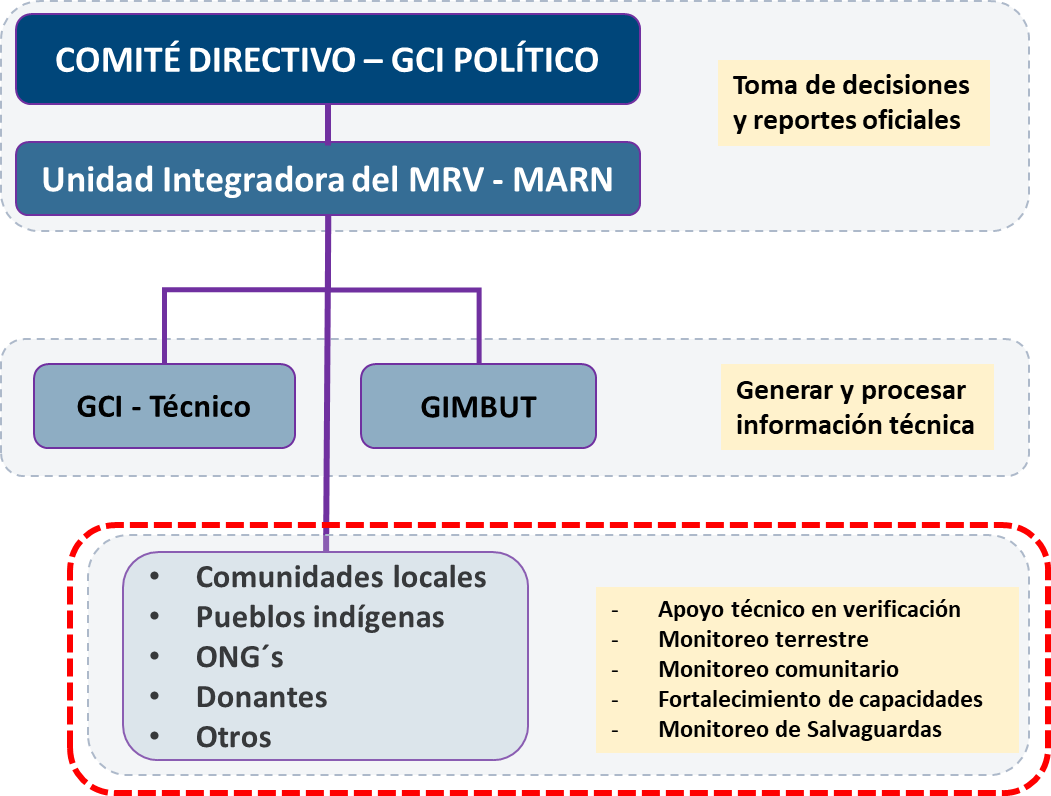 COMITÉ DIRECTIVO – GCI POLÍTICO
Toma de decisiones
y reportes oficiales
Unidad Integradora del MRV - MARN
GCI - Técnico
GIMBUT
Generar y procesar
información técnica
• Comunidades locales
• Pueblos indígenas
• ONG´s
• Donantes
• Otros
- Apoyo técnico en verificación
- Monitoreo terrestre
- Monitoreo comunitario
- Fortalecimiento de capacidades
- Monitoreo de Salvaguardas